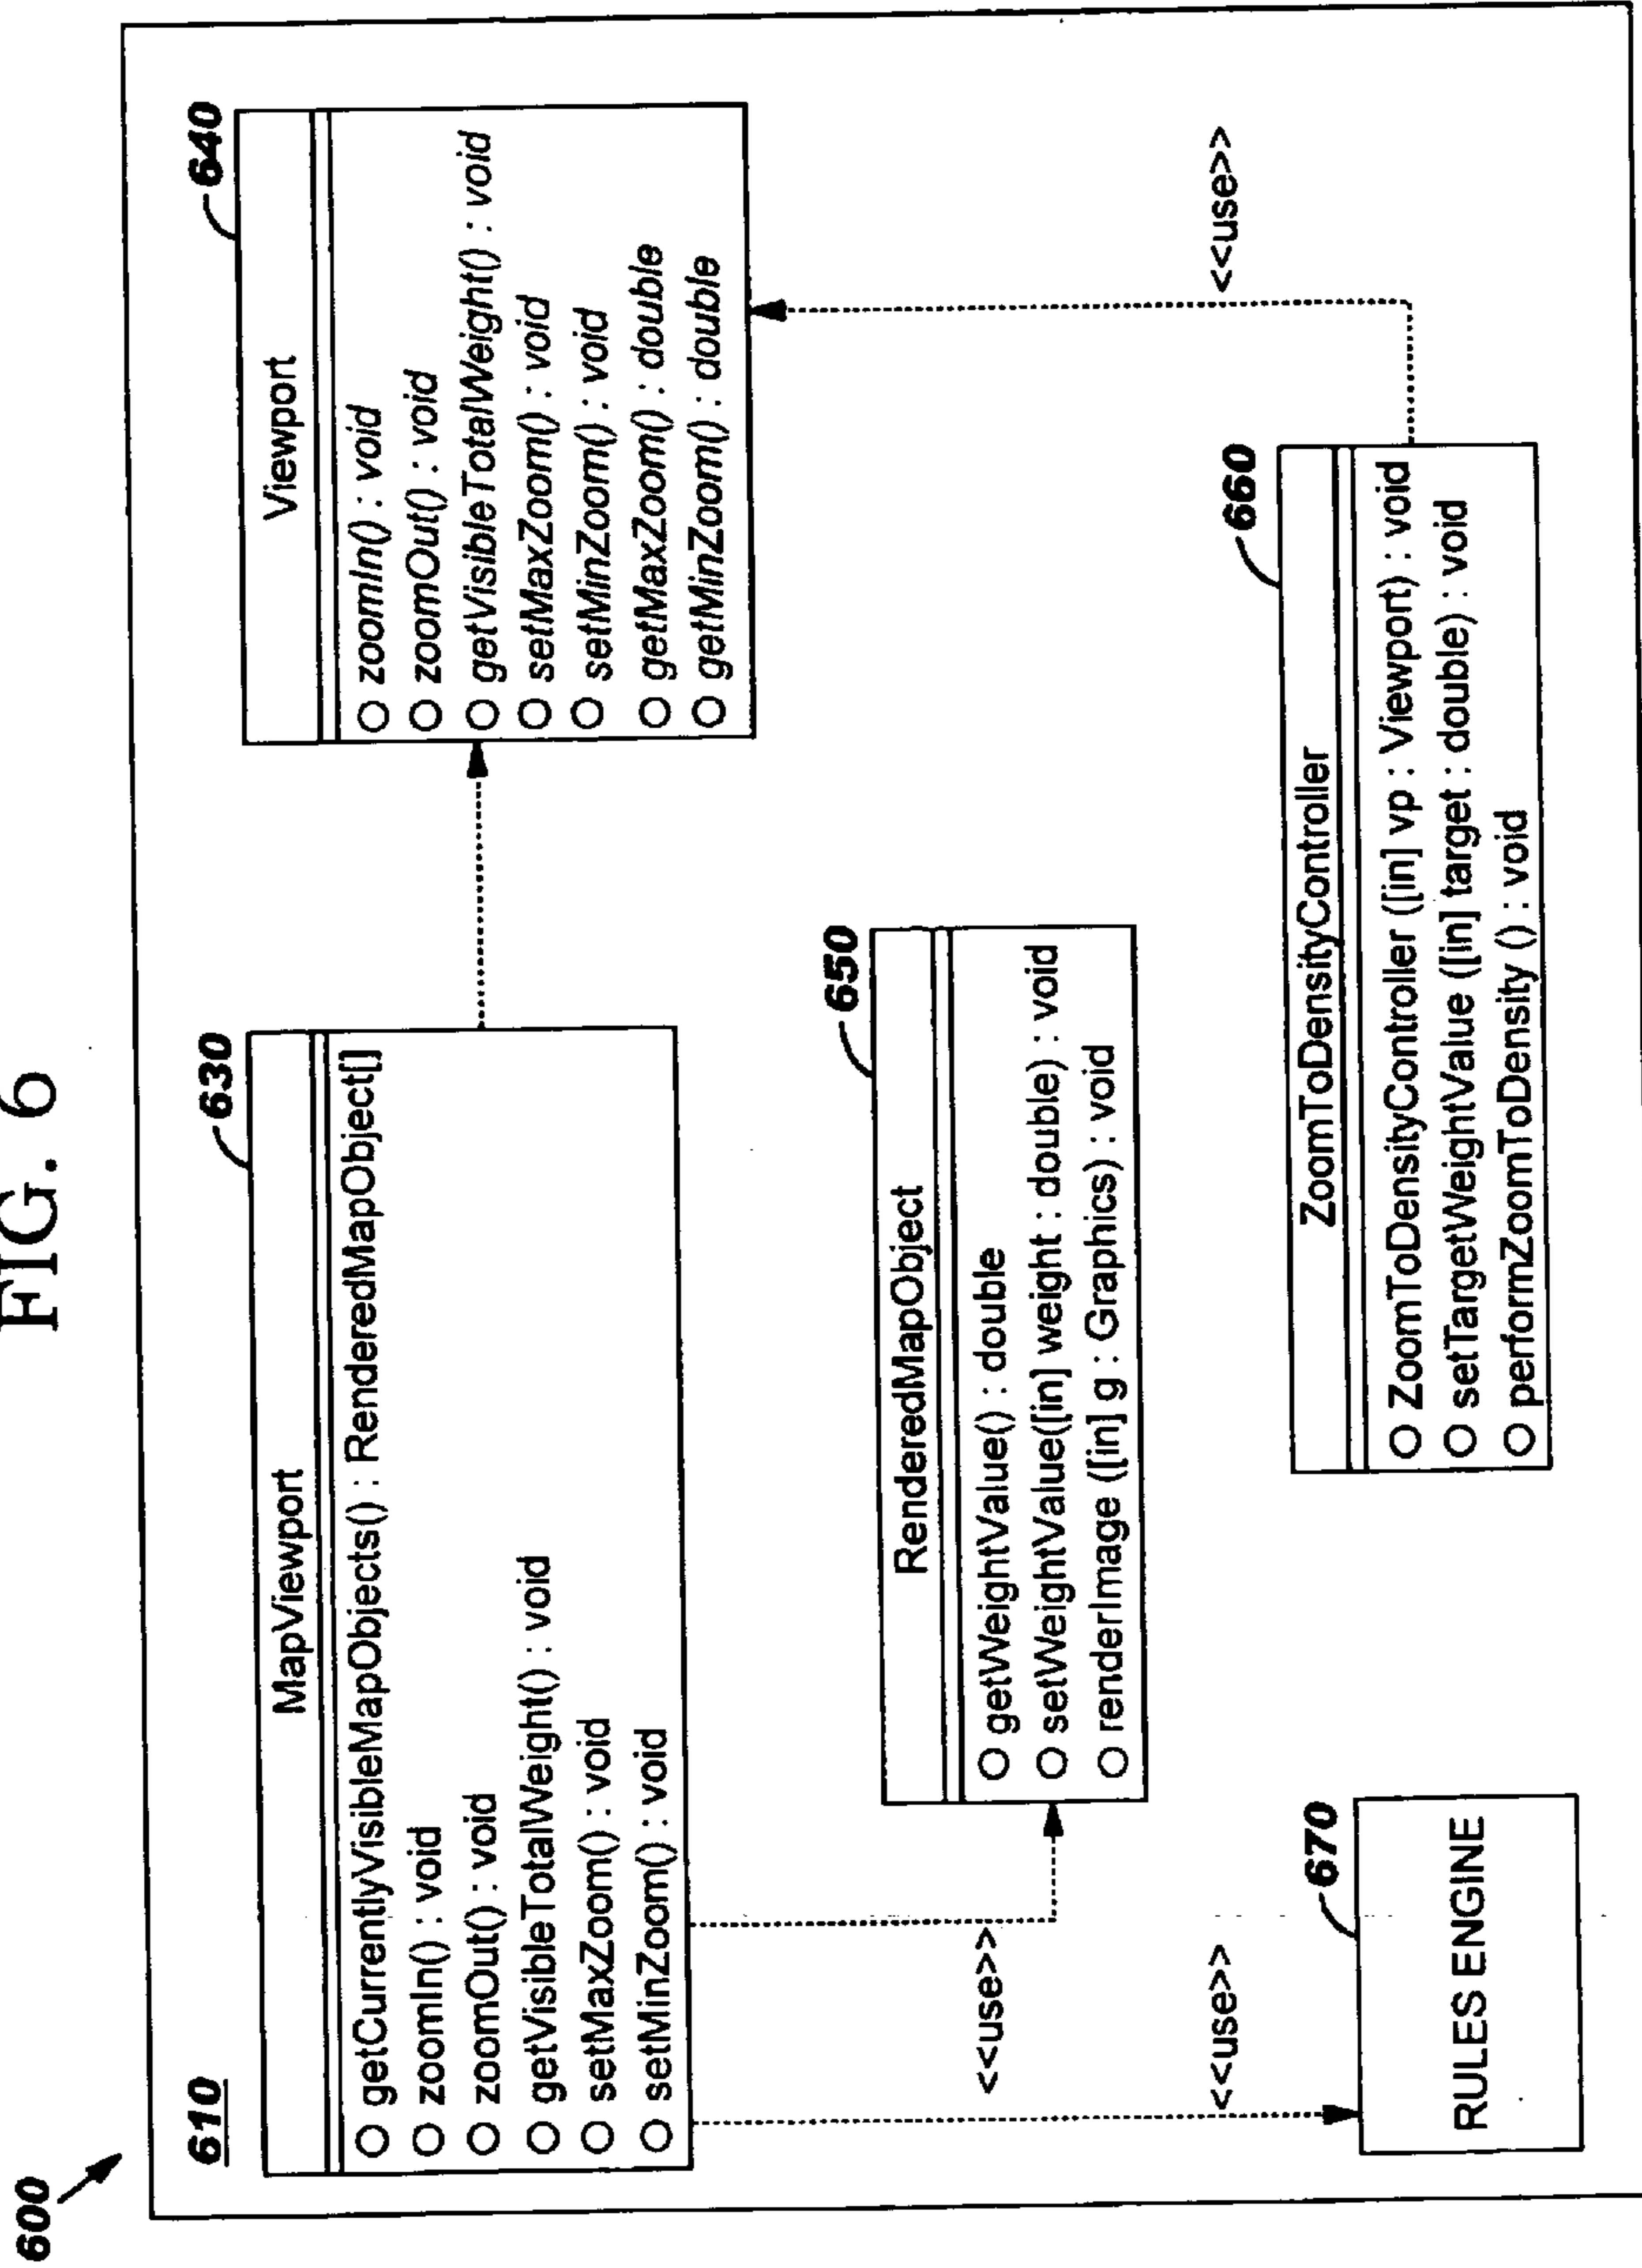 FIG. 6
600
610
630
MapViewport
getCurrentlyVisibleMapObjects() : RenderedMapObject[]
zoomIn() : void
zoomOut() : void
getVisibleTotalWeight() : void
setMaxZoom() : void
setMinZoom() : void
640
Viewport
zoomIn() : void
zoomOut() : void
getVisibleTotalWeight() : void
setMaxZoom() : void
setMinZoom() : void
getMaxZoom() : double
getMinZoom() : double
<<use>>
650
RenderedMapObject
getWeightValue() : double
setWeightValue([in] weight : double) : void
renderImage ([in] g : Graphics) : void
<<use>>
<<use>>
670
RULES ENGINE
660
ZoomToDensityController
ZoomToDensityController ([in] vp : Viewport) : void
setTargetWeightValue ([in] target : double) : void
performZoomToDensity () : void